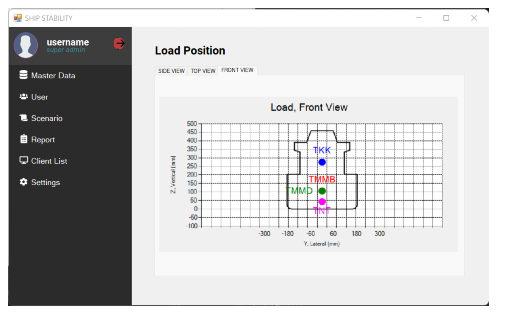 SHIP STABILITY
username
super admin
Master Data
User
Scenario
Report
Client List
Settings
Load Position
SIDE VIEW TOP VIEW FRONT VIEW
Load, Front View
500
450
400
350
300
250
200
150
100
50
0
-50
-100
Z, Vertical (mm)
TKK
TMMB
TMMD
TNT
-300 -180 -60 60 180 300
Y, Lateral (mm)